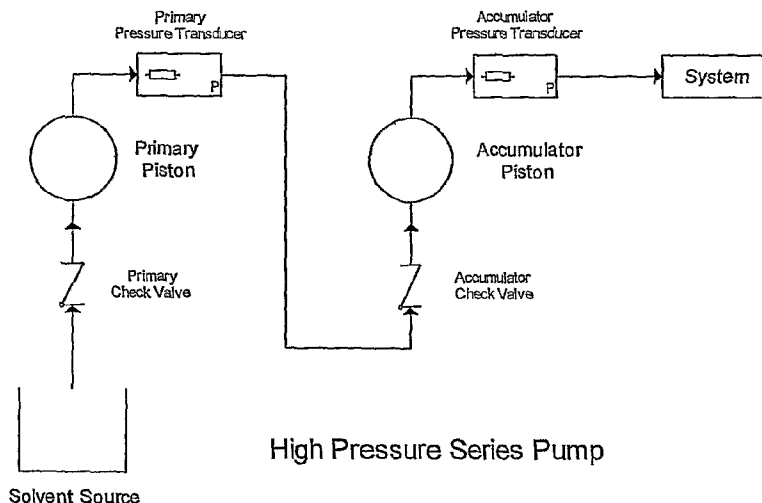 Primary
Pressure Transducer
P
Accumulator
Pressure Transducer
P
System
Primary
Piston
Accumulator
Piston
Primary
Check Valve
Accumulator
Check Valve
High Pressure Series Pump
Solvent Source